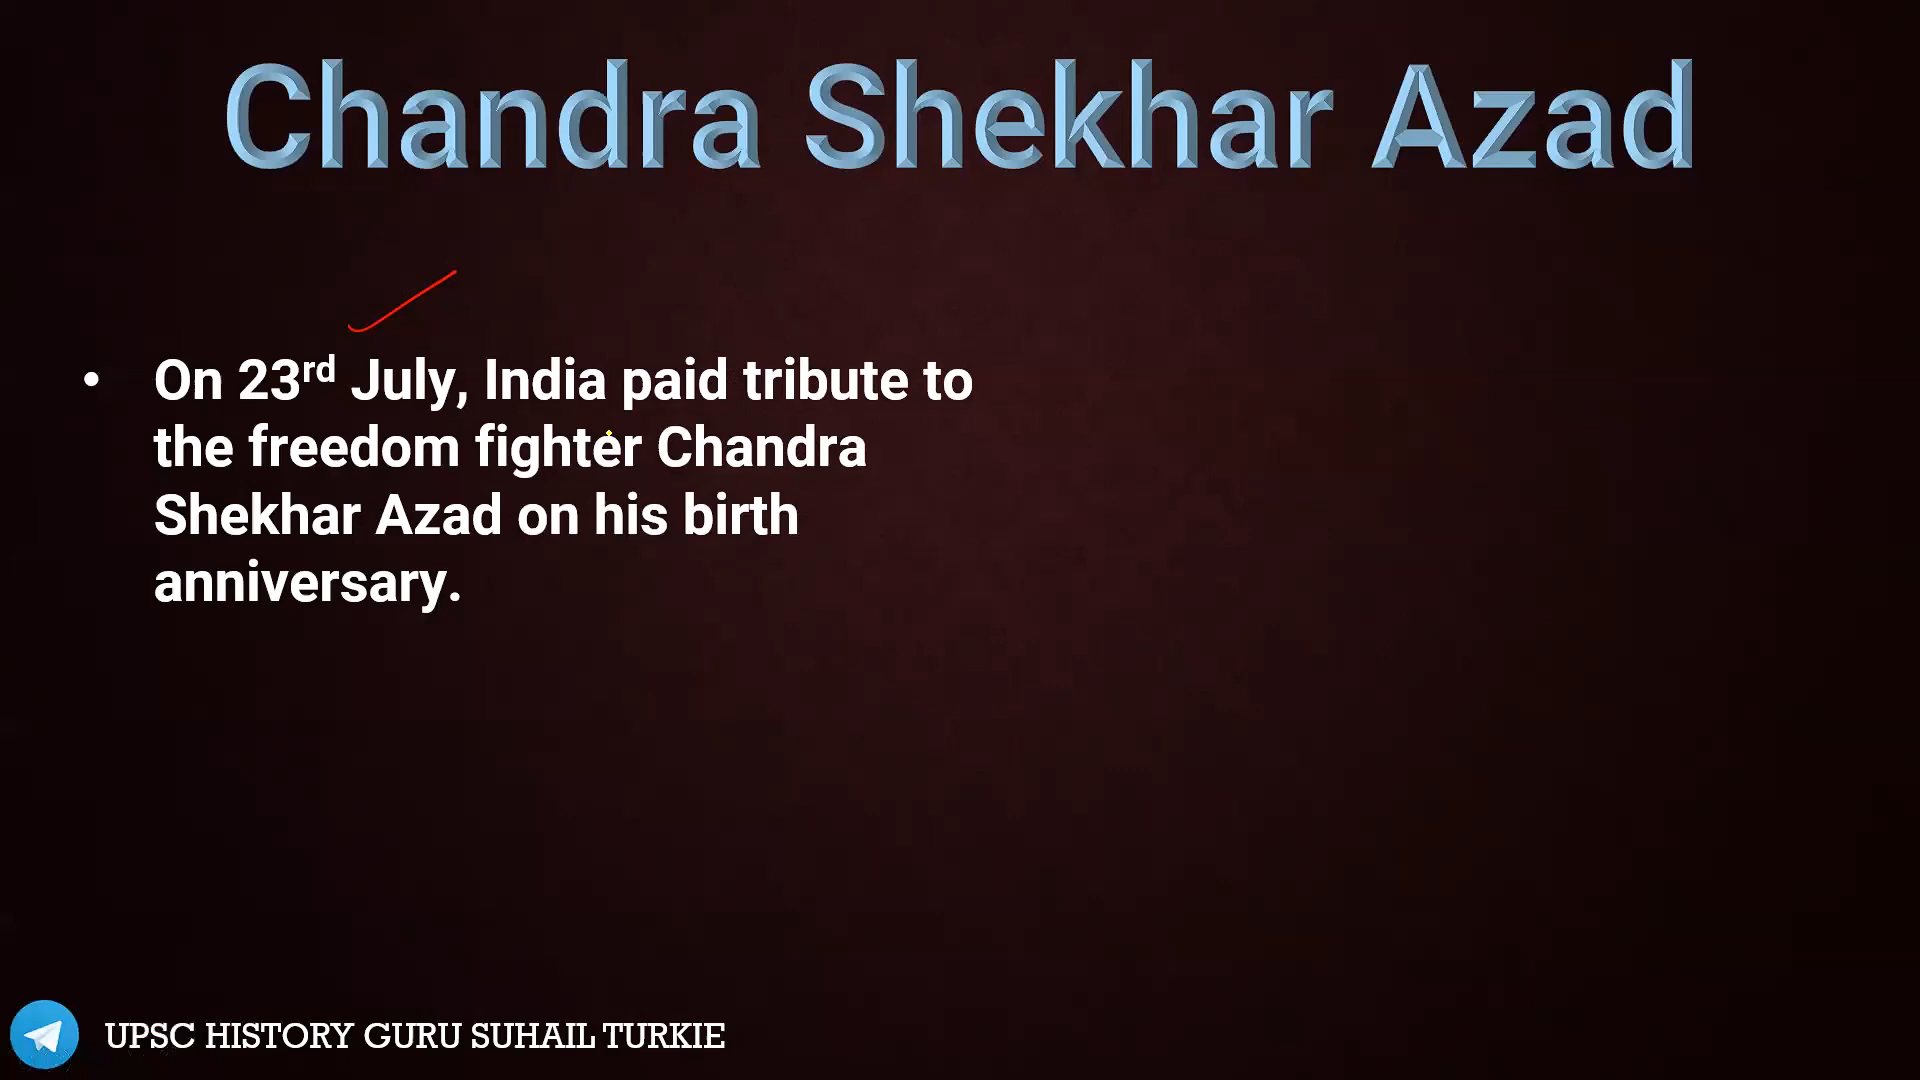 Chandra Shekhar Azad
• On 23rd July, India paid tribute to
the freedom fighter Chandra
Shekhar Azad on his birth
anniversary.
UPSC HISTORY GURU SUHAIL TURKIE